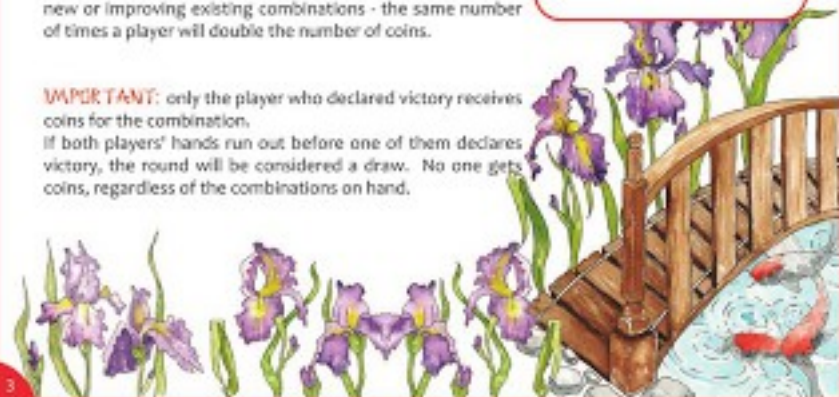 new or improving existing combinations - the same number
of times a player will double the number of coins.
IMPORTANT: only the player who declared victory receives
coins for the combination.
If both players' hands run out before one of them declares
victory, the round will be considered a draw. No one gets
coins, regardless of the combinations on hand.
3